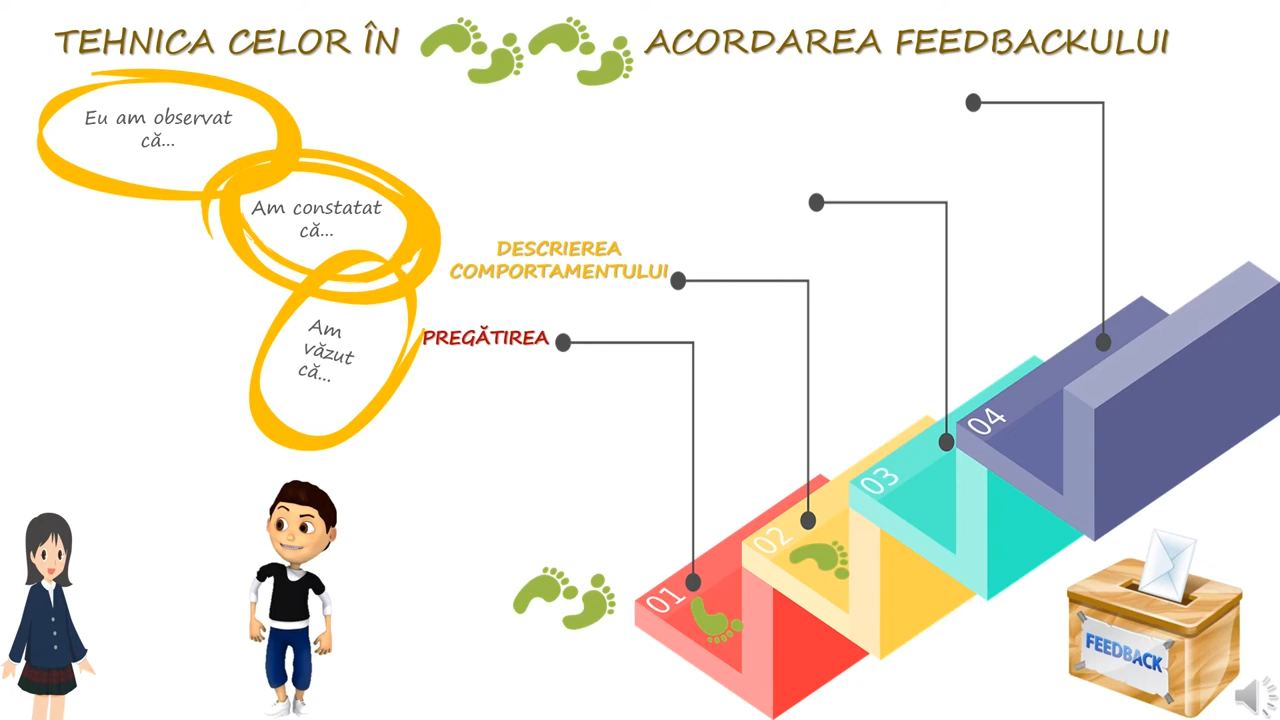 TEHNICA CELOR ÎN ACORDAREA FEEDBACKULUI
Eu am observat
că...
Am constatat
că...
Am
văzut
că...
DESCRIEREA
COMPORTAMENTULUI
PREGĂTIREA
04
03
02
01
FEEDBACK